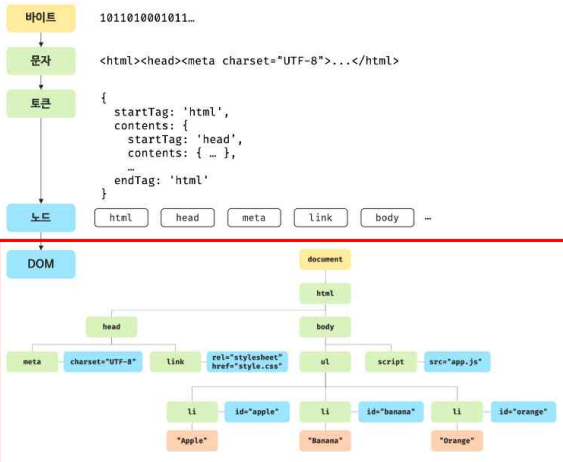 바이트
1011010001011…
문자
<html><head><meta charset="UTF-8">...</html>
토큰
{
startTag: 'html',
contents: {
startTag: 'head',
contents: { … },
…
endTag: 'html'
}
노드
html head meta link body …
DOM
document
html
head body
meta charset="UTF-8" link rel="stylesheet"
href="style.css" ul script src="app.js"
li id="apple" li id="banana" li id="orange"
"Apple" "Banana" "Orange"